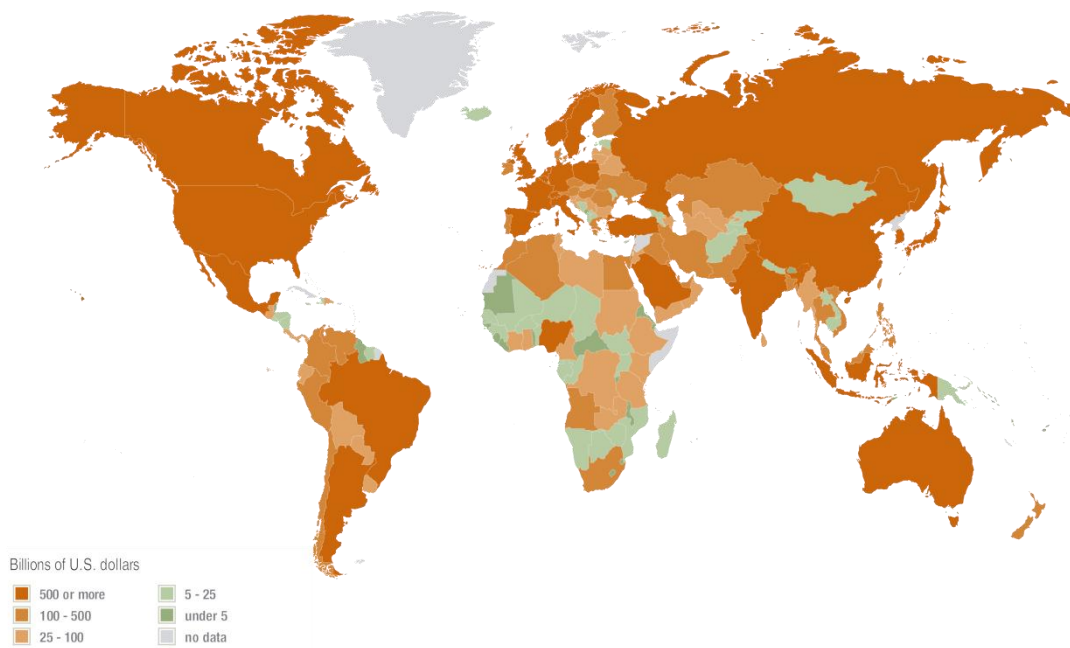 Billions of U.S. dollars
500 or more
100 - 500
25 - 100
5 - 25
under 5
no data